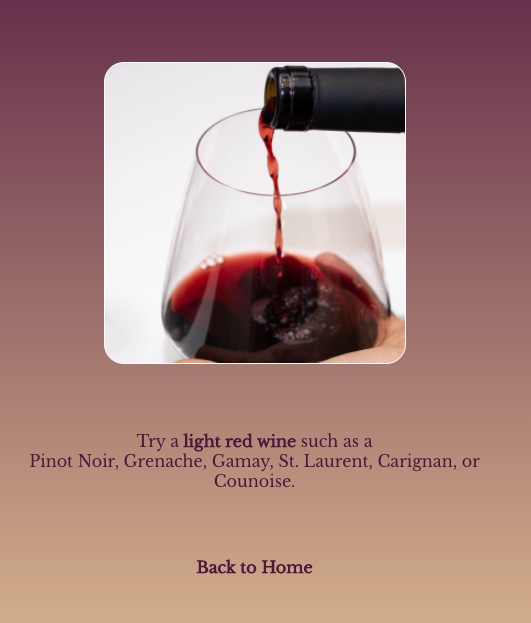 Try a light red wine such as a
Pinot Noir, Grenache, Gamay, St. Laurent, Carignan, or
Counoise.
Back to Home